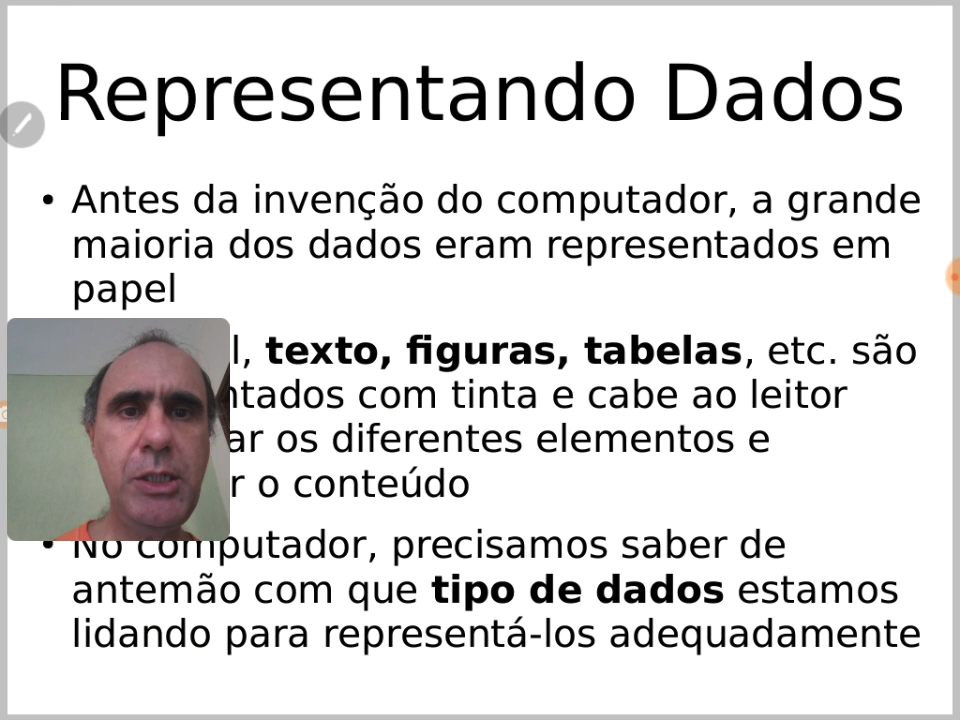 Representando Dados
• Antes da invenção do computador, a grande
maioria dos dados eram representados em
papel
texto, figuras, tabelas, etc. são
com tinta e cabe ao leitor
os diferentes elementos e
o conteúdo
• No computador, precisamos saber de
antemão com que tipo de dados estamos
lidando para representá-los adequadamente